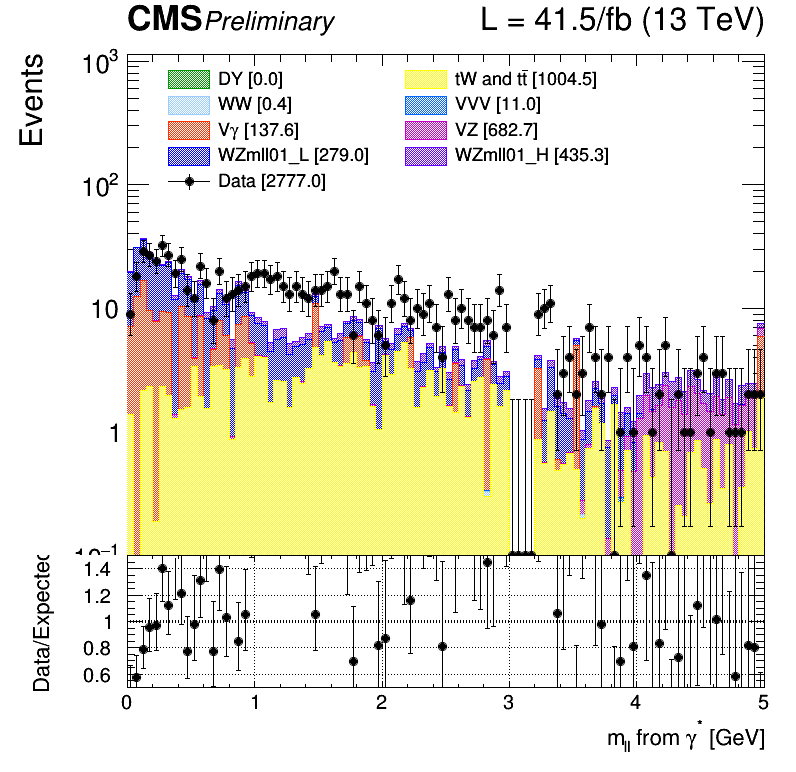 CMS Preliminary L = 41.5/fb (13 TeV)
Events
10³
10²
10
1
10⁻¹
DY [0.0]
tW and tt̄ [1004.5]
WW [0.4]
VVV [11.0]
Vγ [137.6]
VZ [682.7]
WZmll01_L [279.0]
WZmll01_H [435.3]
Data [2777.0]
Data/Expected
1.4
1.2
1
0.8
0.6
0 1 2 3 4 5
m_ll from γ* [GeV]